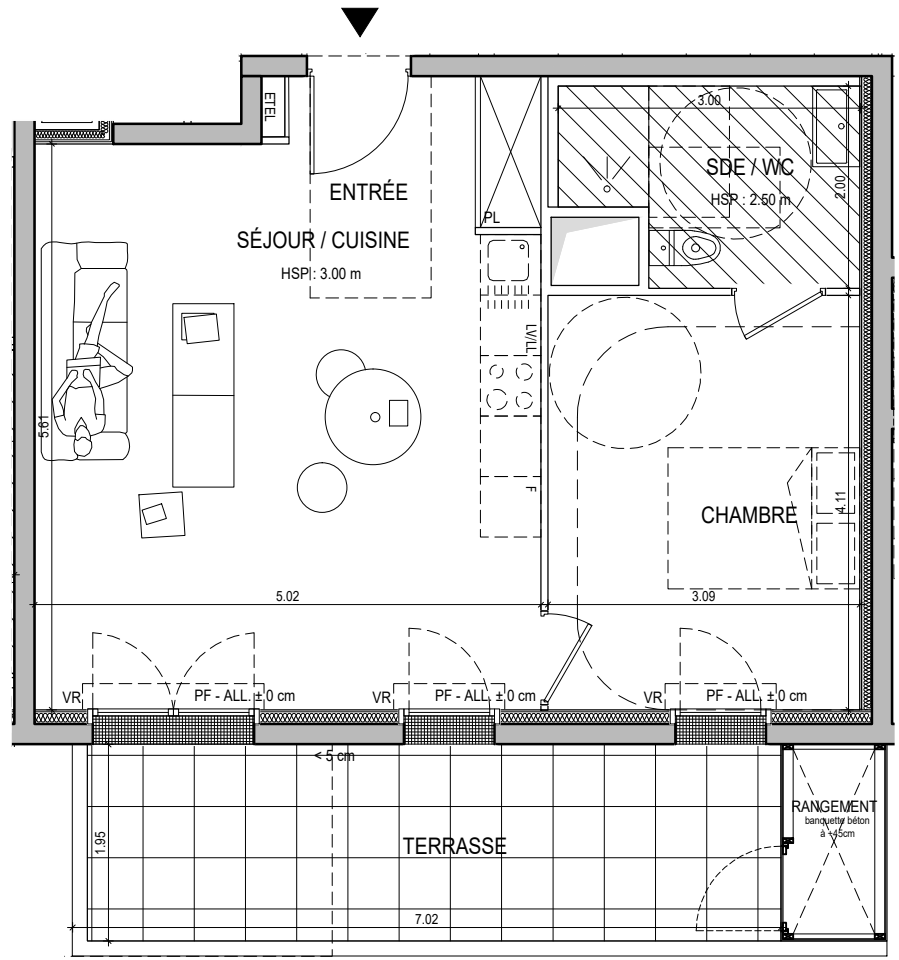 ETEL
3.00
ENTRÉE
SDE / WC
HSP : 2.50 m
2.00
PL
SÉJOUR / CUISINE
HSP : 3.00 m
LV/LL
5.61
F
CHAMBRE
4.11
5.02
3.09
VR
PF - ALL. ± 0 cm
VR
PF - ALL. ± 0 cm
VR
PF - ALL. ± 0 cm
< 5 cm
1.95
TERRASSE
RANGEMENT
banquette béton
à +45cm
7.02